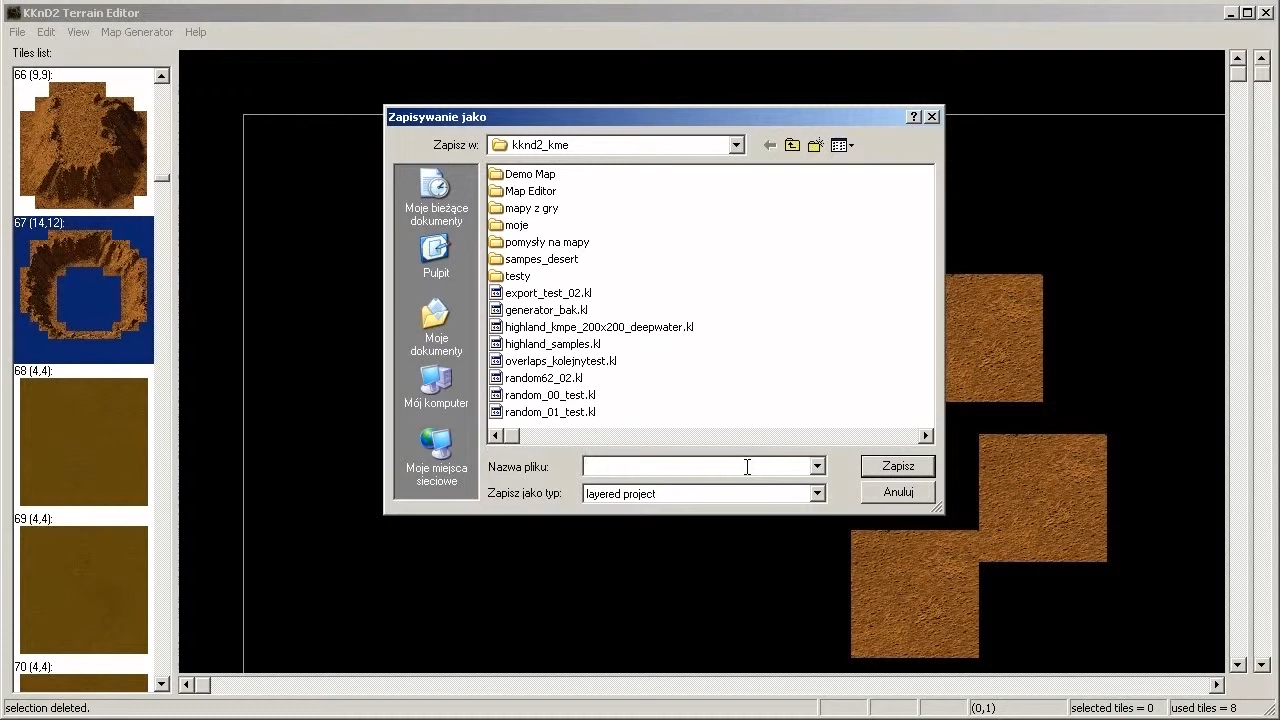 KKnD2 Terrain Editor
File Edit View Map Generator Help
Tiles list:
66 (9,9):
67 (14,12):
68 (4,4):
69 (4,4):
70 (4,4):
Zapisywanie jako
Zapisz w: kknd2_kme
Moje bieżące
dokumenty
Pulpit
Moje
dokumenty
Mój komputer
Moje miejsca
sieciowe
Demo Map
Map Editor
mapy z gry
moje
pomysły na mapy
sampes_desert
testy
export_test_02.kl
generator_bak.kl
highland_kmpe_200x200_deepwater.kl
highland_samples.kl
overlaps_kolejnytest.kl
random62_02.kl
random_00_test.kl
random_01_test.kl
Nazwa pliku: Zapisz
Zapisz jako typ: layered project Anuluj
selection deleted. (0,1) selected tiles = 0 used tiles = 8